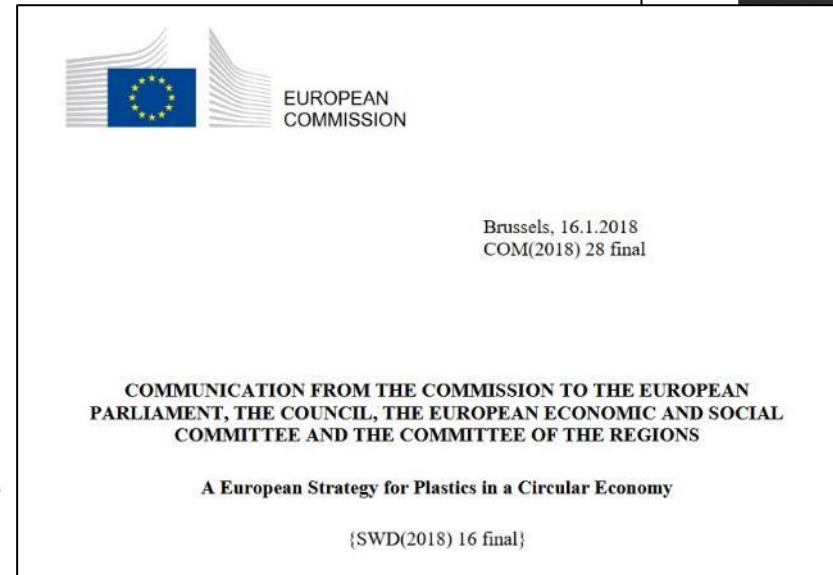 EUROPEAN
COMMISSION
Brussels, 16.1.2018
COM(2018) 28 final
COMMUNICATION FROM THE COMMISSION TO THE EUROPEAN
PARLIAMENT, THE COUNCIL, THE EUROPEAN ECONOMIC AND SOCIAL
COMMITTEE AND THE COMMITTEE OF THE REGIONS
A European Strategy for Plastics in a Circular Economy
{SWD(2018) 16 final}